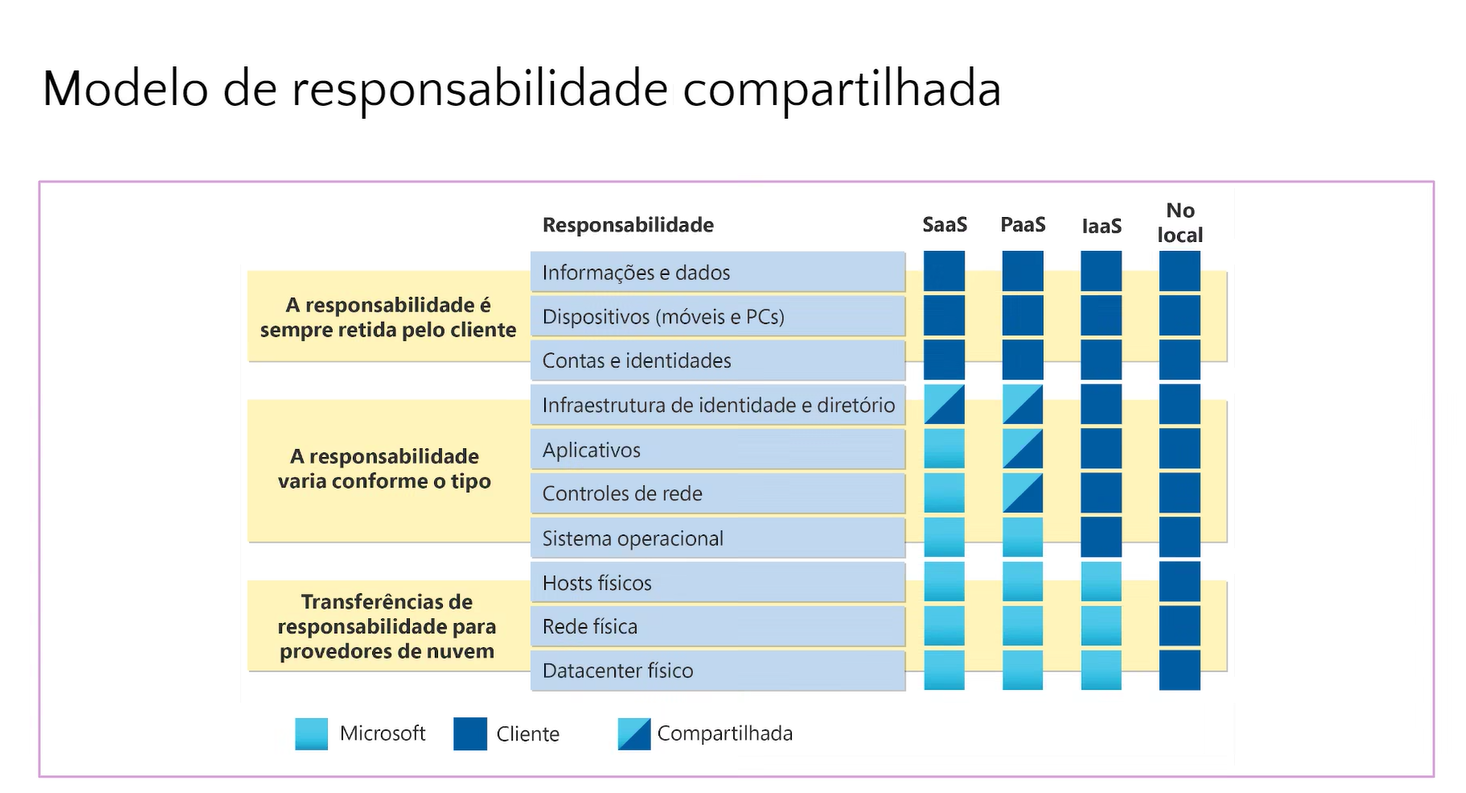 Modelo de responsabilidade compartilhada
Responsabilidade
SaaS
PaaS
IaaS
No
local
A responsabilidade é
sempre retida pelo cliente
Informações e dados
Dispositivos (móveis e PCs)
Contas e identidades
A responsabilidade
varia conforme o tipo
Infraestrutura de identidade e diretório
Aplicativos
Controles de rede
Sistema operacional
Transferências de
responsabilidade para
provedores de nuvem
Hosts físicos
Rede física
Datacenter físico
Microsoft
Cliente
Compartilhada